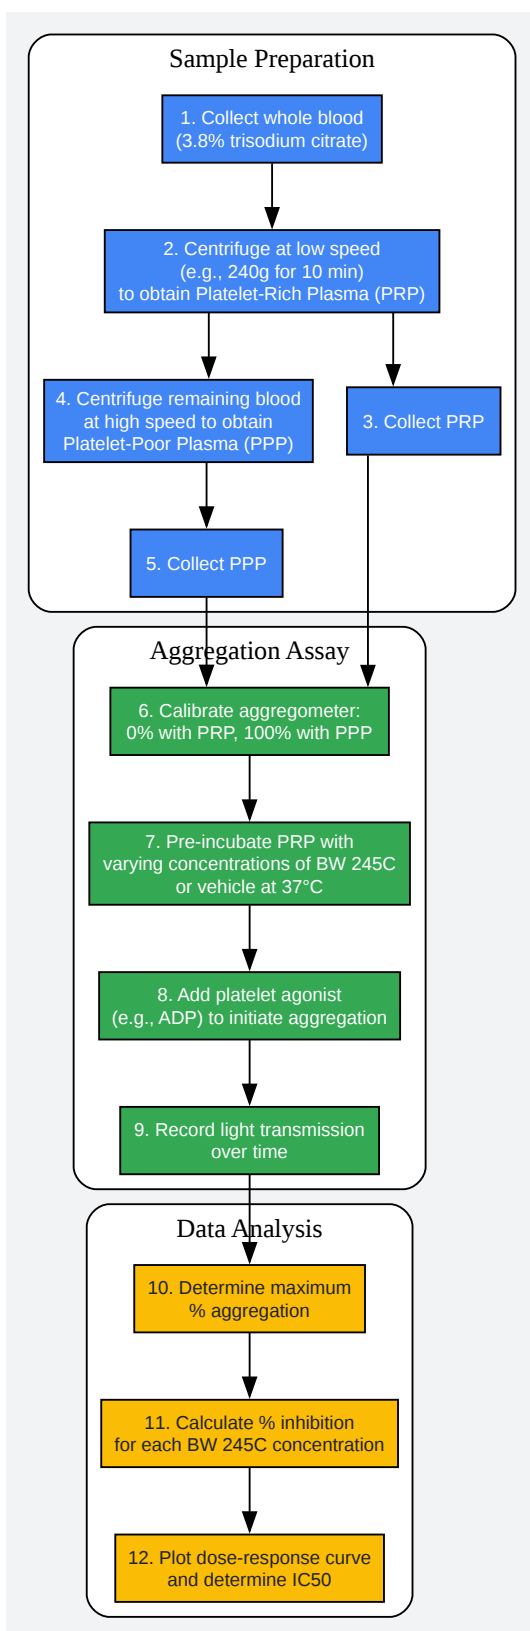 Sample Preparation
1. Collect whole blood
(3.8% trisodium citrate)
2. Centrifuge at low speed
(e.g., 240g for 10 min)
to obtain Platelet-Rich Plasma (PRP)
4. Centrifuge remaining blood
at high speed to obtain
Platelet-Poor Plasma (PPP)
3. Collect PRP
5. Collect PPP
Aggregation Assay
6. Calibrate aggregometer:
0% with PRP, 100% with PPP
7. Pre-incubate PRP with
varying concentrations of BW 245C
or vehicle at 37°C
8. Add platelet agonist
(e.g., ADP) to initiate aggregation
9. Record light transmission
over time
Data Analysis
10. Determine maximum
% aggregation
11. Calculate % inhibition
for each BW 245C concentration
12. Plot dose-response curve
and determine IC50